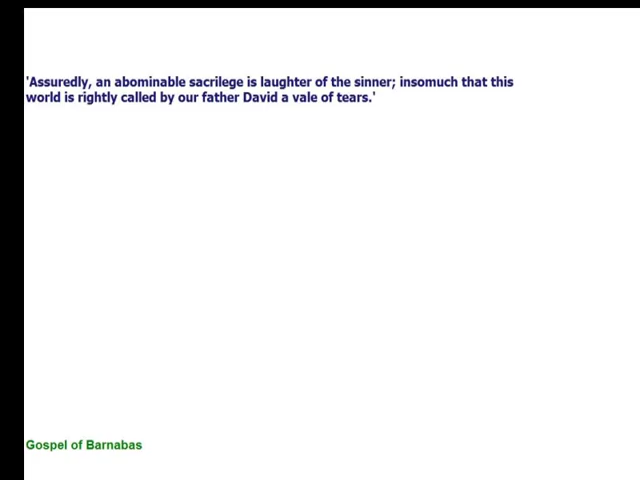 'Assuredly, an abominable sacrilege is laughter of the sinner; insomuch that this
world is rightly called by our father David a vale of tears.'
Gospel of Barnabas